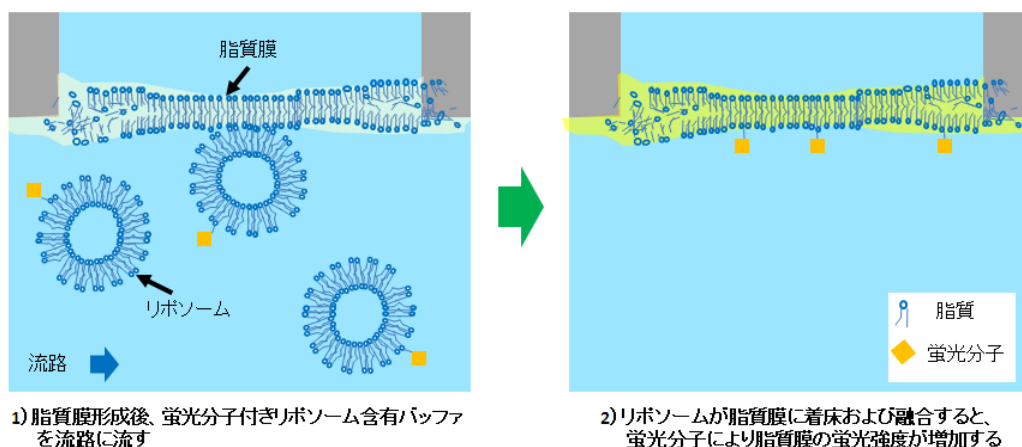 脂質膜
リポソーム
流路
脂質
蛍光分子
1)脂質膜形成後、蛍光分子付きリポソーム含有バッファ
を流路に流す
2)リポソームが脂質膜に着床および融合すると、
蛍光分子により脂質膜の蛍光強度が増加する